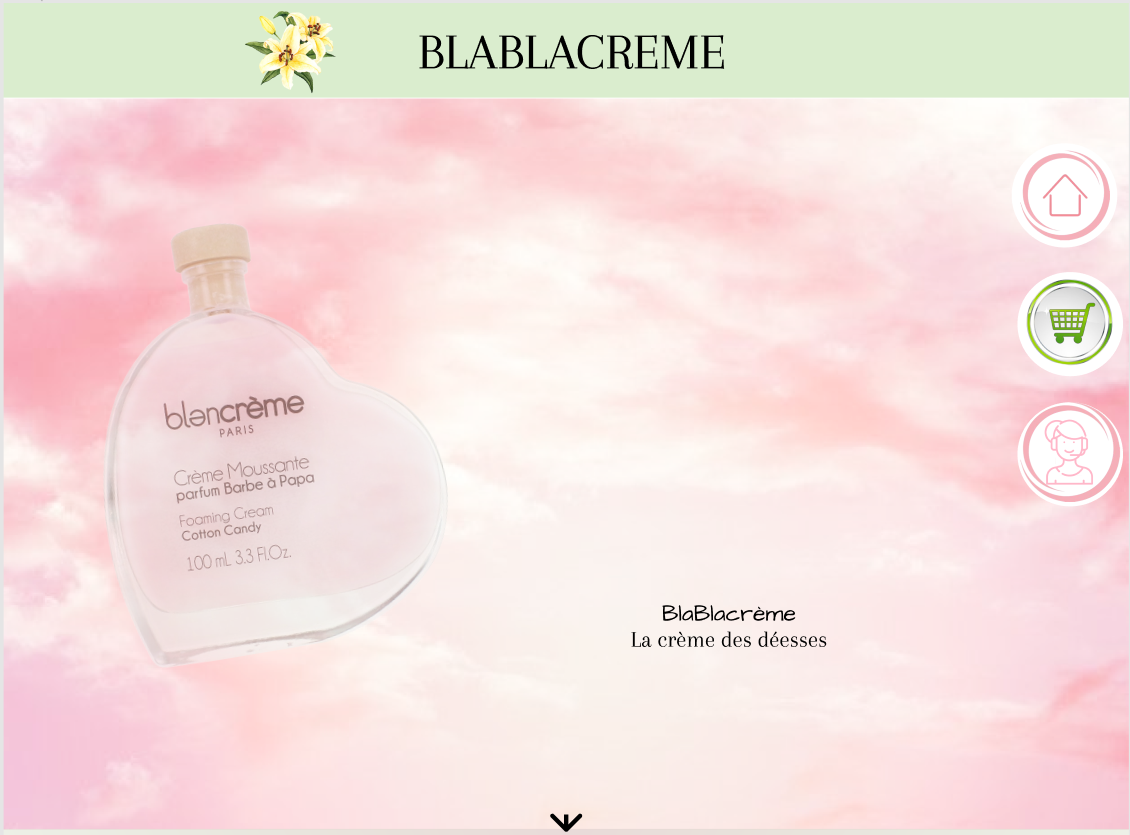 BLABLACREME
blancrème
PARIS
Crème Moussante
parfum Barbe à Papa
Foaming Cream
Cotton Candy
100 mL 3.3 Fl.Oz.
BlaBlacrème
La crème des déesses